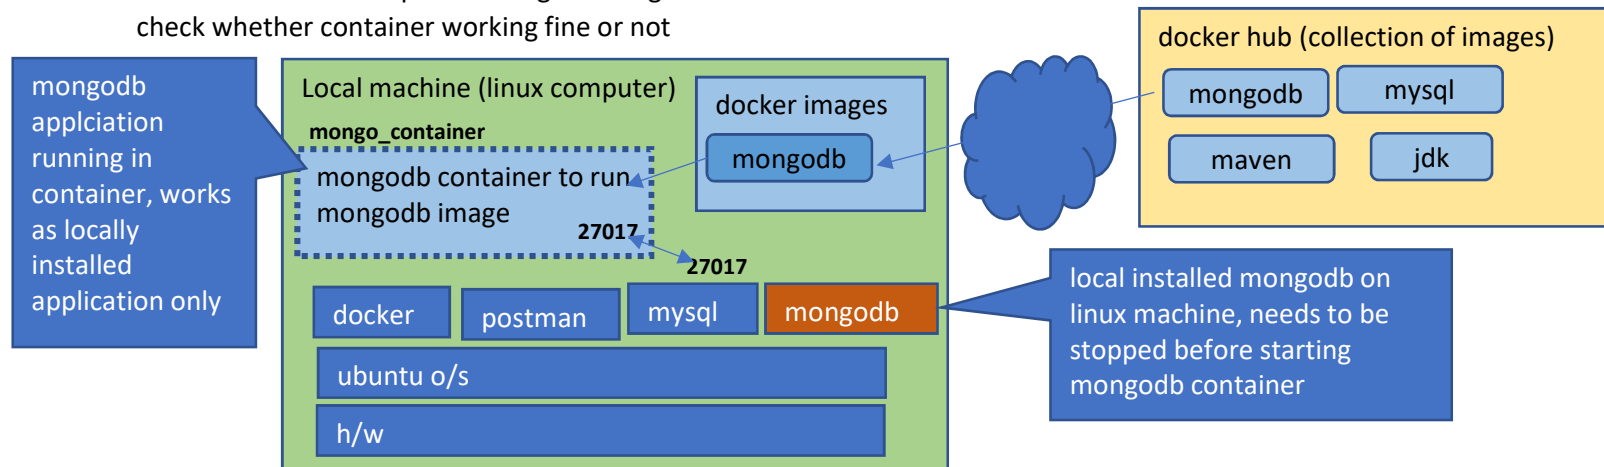 check whether container working fine or not
mongodb
applciation
running in
container, works
as locally
installed
application only
Local machine (linux computer)
mongo_container
mongodb container to run
mongodb image
27017
27017
docker images
mongodb
docker hub (collection of images)
mongodb
mysql
maven
jdk
docker
postman
mysql
mongodb
ubuntu o/s
h/w
local installed mongodb on
linux machine, needs to be
stopped before starting
mongodb container